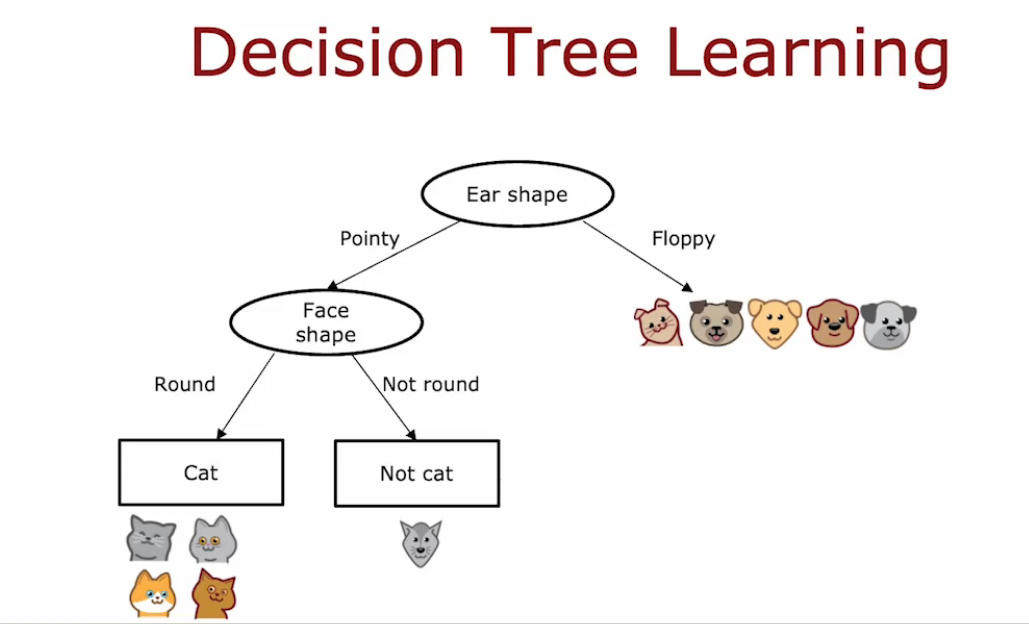 Decision Tree Learning
Ear shape
Pointy
Floppy
Face
shape
Round
Not round
Cat
Not cat